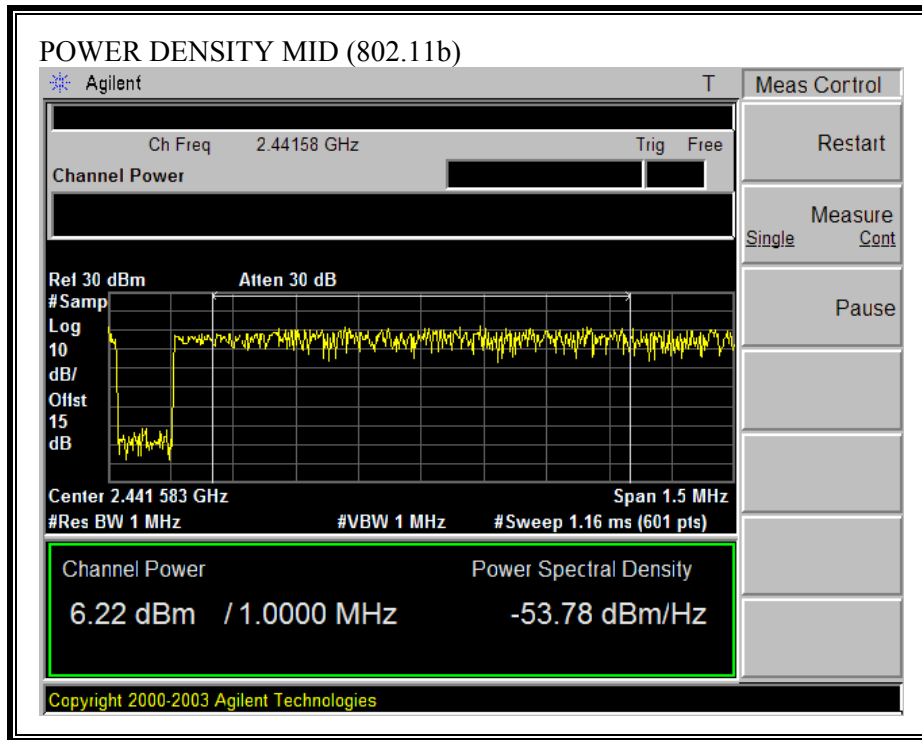 POWER DENSITY MID (802.11b)
Agilent T
Meas Control
Ch Freq 2.44158 GHz Trig Free
Channel Power
Restart
Measure
Single Cont
Pause
Ref 30 dBm Atten 30 dB
#Samp
Log
10
dB/
Offst
15
dB
Center 2.441 583 GHz Span 1.5 MHz
#Res BW 1 MHz #VBW 1 MHz #Sweep 1.16 ms (601 pts)
Channel Power Power Spectral Density
6.22 dBm / 1.0000 MHz -53.78 dBm/Hz
Copyright 2000-2003 Agilent Technologies